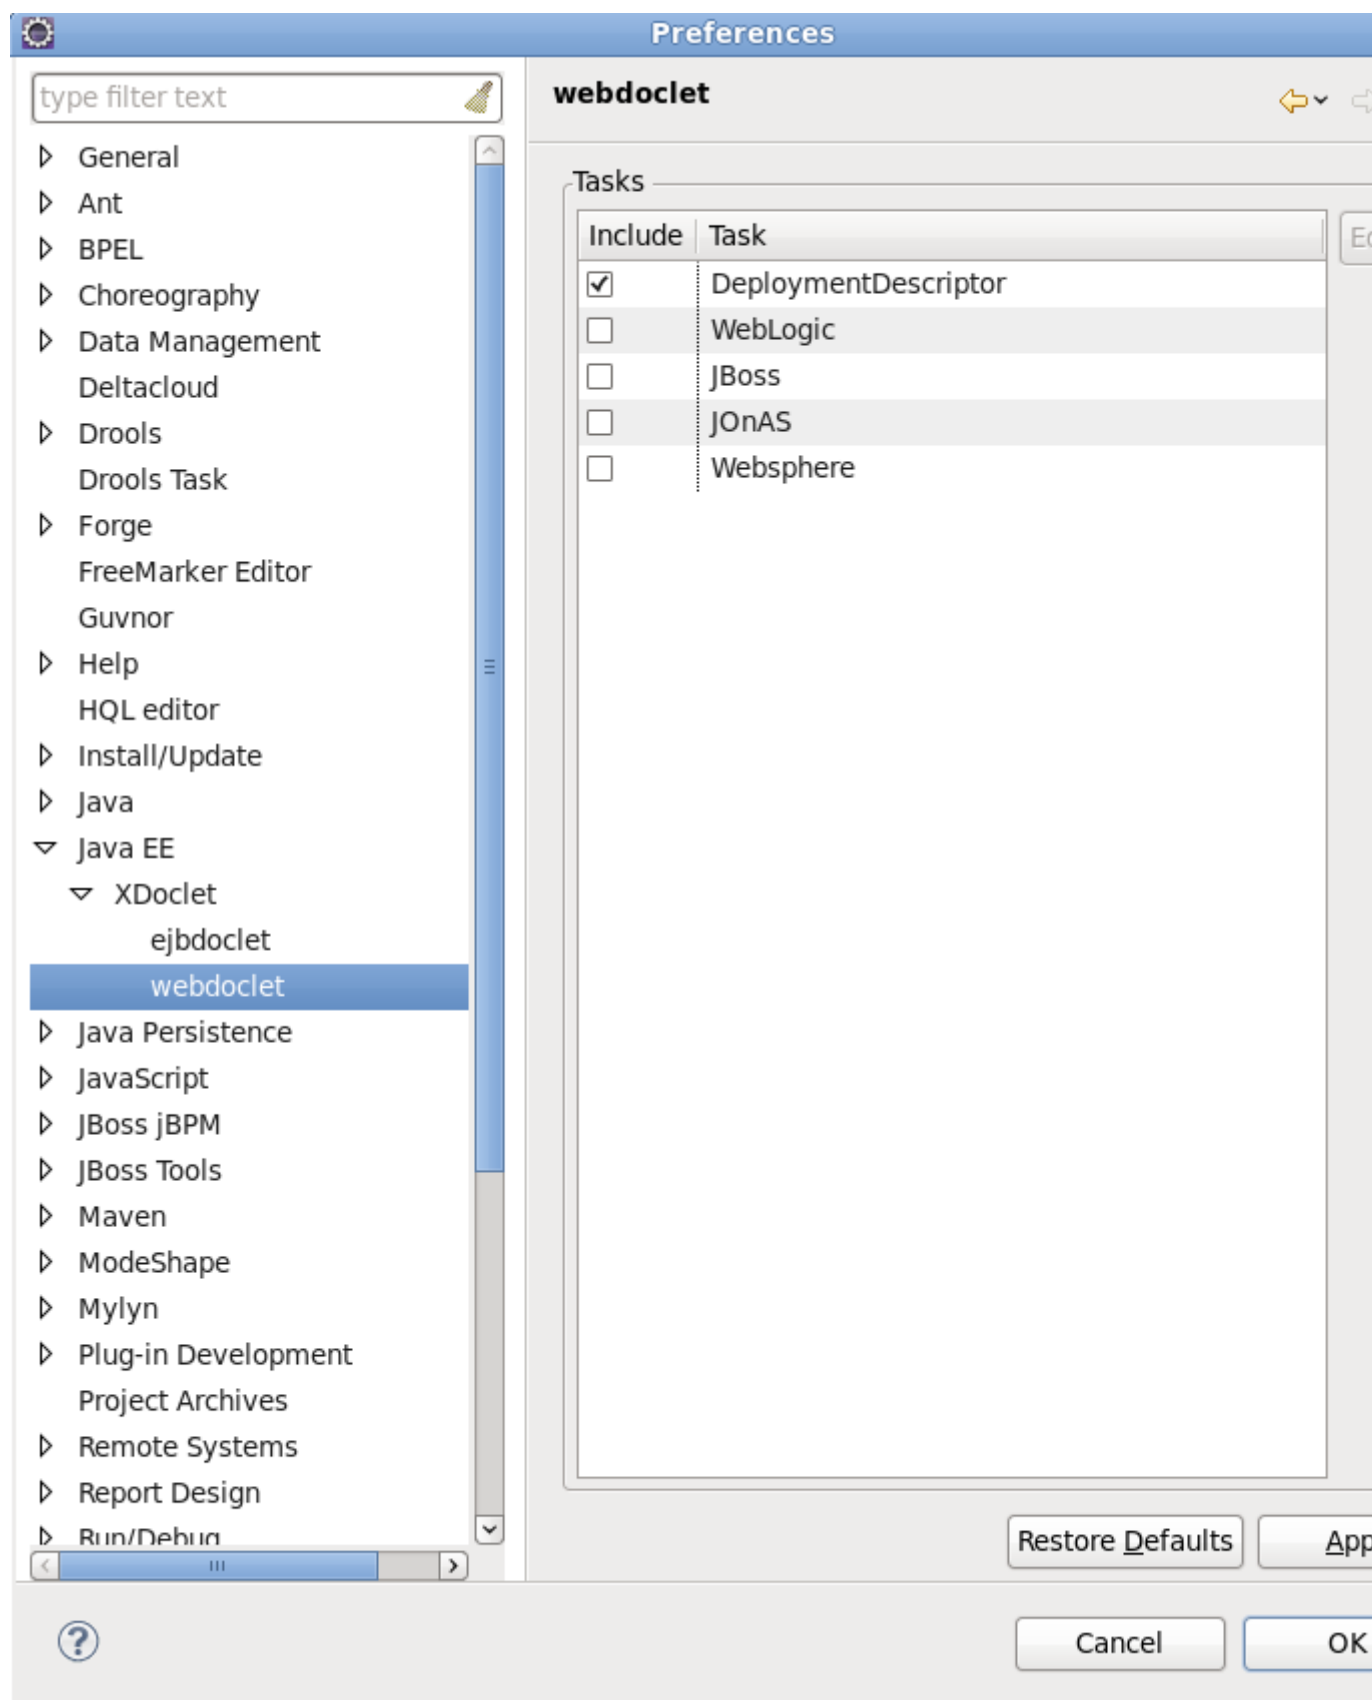 Preferences
type filter text
General
Ant
BPEL
Choreography
Data Management
Deltacloud
Drools
Drools Task
Forge
FreeMarker Editor
Guvnor
Help
HQL editor
Install/Update
Java
Java EE
XDoclet
ejbdoclet
webdoclet
Java Persistence
JavaScript
JBoss jBPM
JBoss Tools
Maven
ModeShape
Mylyn
Plug-in Development
Project Archives
Remote Systems
Report Design
Run/Debug
webdoclet
Tasks
Include Task
DeploymentDescriptor
WebLogic
JBoss
JOnAS
Websphere
Restore Defaults
Cancel OK